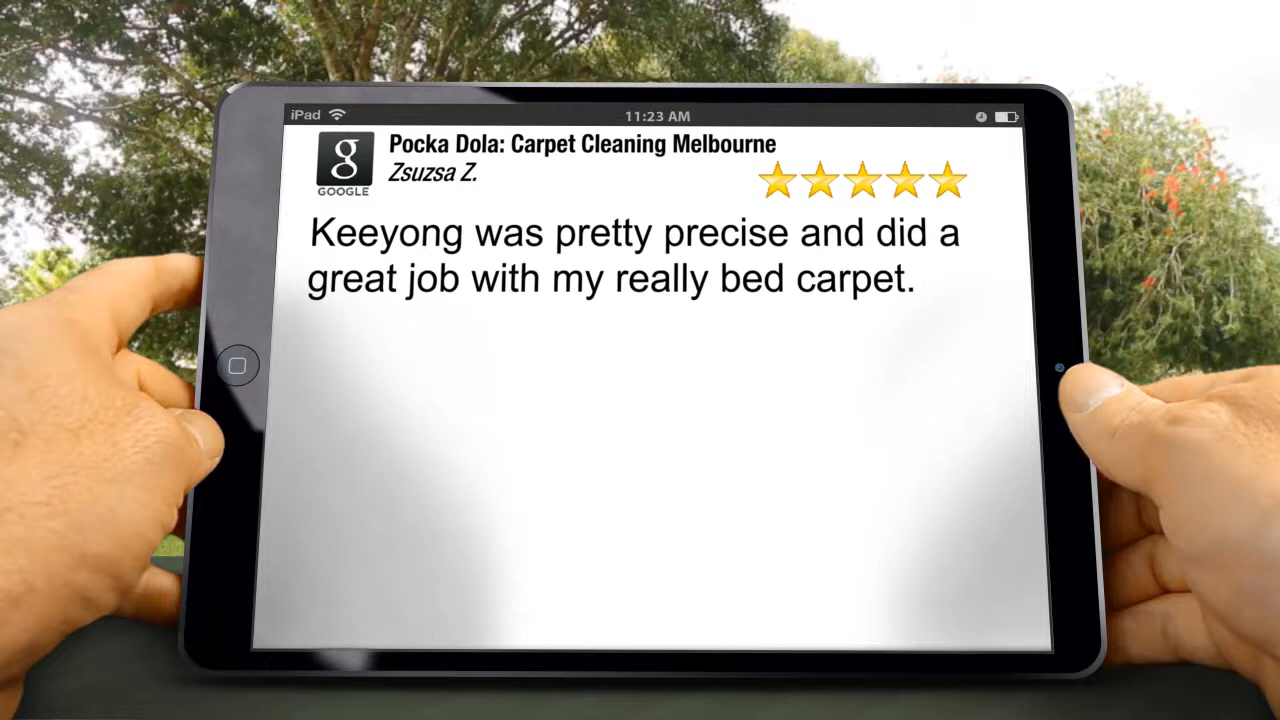 iPad
11:23 AM
g
GOOGLE
Pocka Dola: Carpet Cleaning Melbourne
Zsuzsa Z.
Keeyong was pretty precise and did a
great job with my really bed carpet.